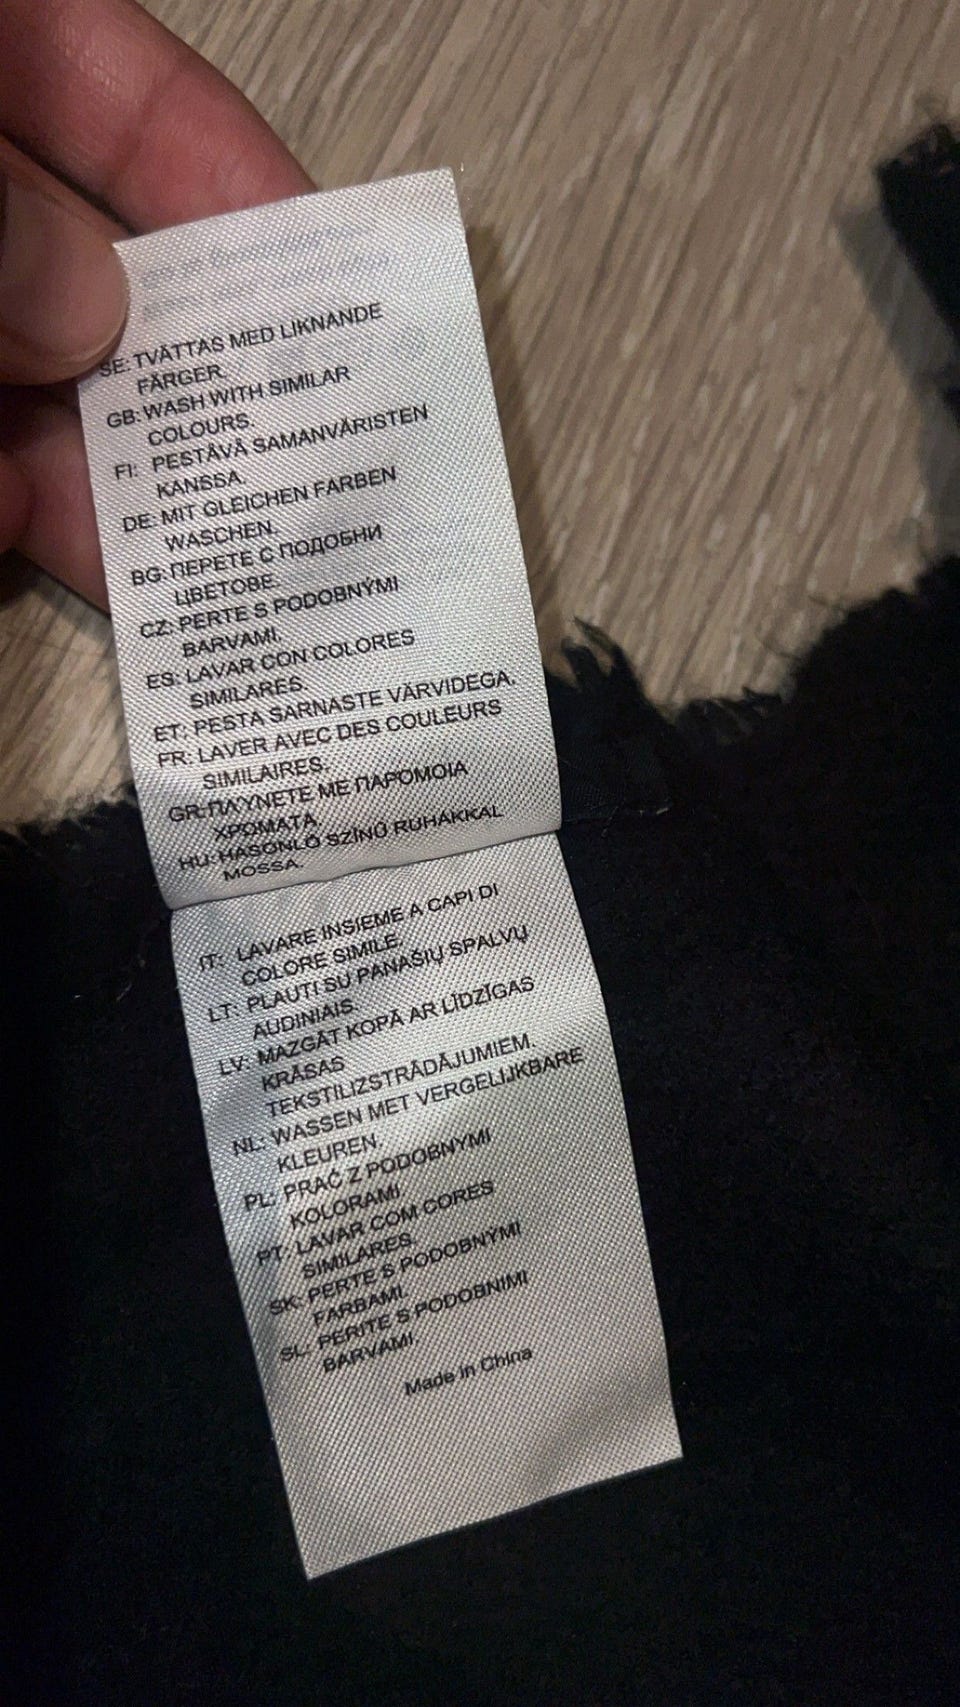 SE: TVÄTTAS MED LIKNANDE
FÄRGER.
GB: WASH WITH SIMILAR
COLOURS.
FI: PESTÄVÄ SAMANVÄRISTEN
KANSSA.
DE: MIT GLEICHEN FARBEN
WASCHEN.
BG: ПЕРЕТЕ С ПОДОБНИ
ЦВЕТОВЕ.
CZ: PERTE S PODOBNÝMI
BARVAMI.
ES: LAVAR CON COLORES
SIMILARES.
ET: PESTA SARNASTE VÄRVIDEGA.
FR: LAVER AVEC DES COULEURS
SIMILAIRES.
GR: ΠΛΎΝΕΤΕ ΜΕ ΠΑΡΟΜΟΙΑ
ΧΡΩΜΑΤΑ.
HU: HASONLÓ SZÍNŰ RUHÁKKAL
MOSSA.
IT: LAVARE INSIEME A CAPI DI
COLORE SIMILE.
LT: PLAUTI SU PANAŠIŲ SPALVŲ
AUDINIAIS.
LV: MAZGĀT KOPĀ AR LĪDZĪGAS
KRĀSAS
TEKSTILIZSTRĀDĀJUMIEM.
NL: WASSEN MET VERGELIJKBARE
KLEUREN.
PL: PRAĆ Z PODOBNYMI
KOLORAMI.
PT: LAVAR COM CORES
SIMILARES.
SK: PERTE S PODOBNÝMI
FARBAMI.
SL: PERITE S PODOBNIMI
BARVAMI.
Made in China